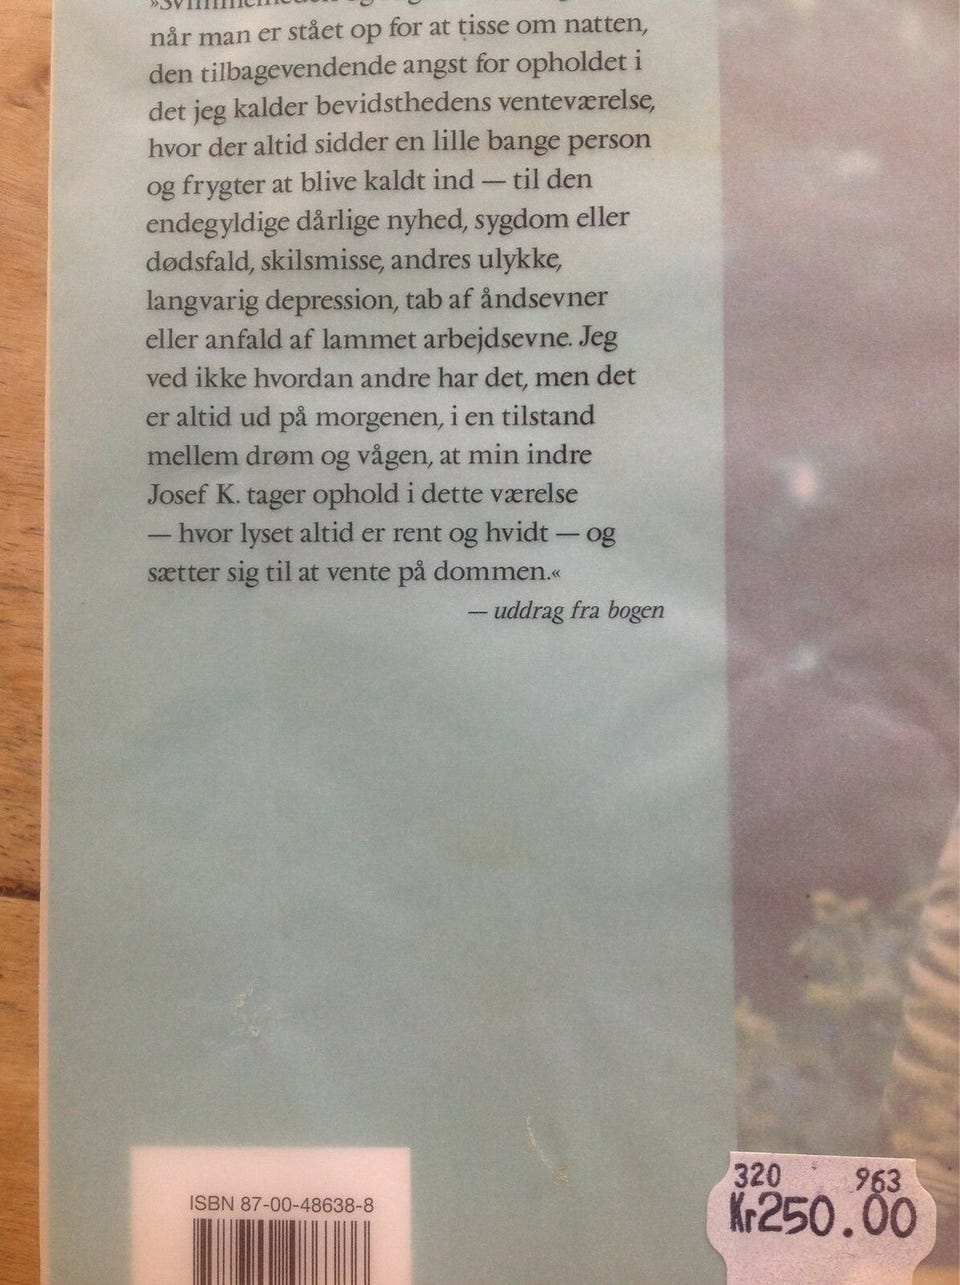 når man er stået op for at tisse om natten,
den tilbagevendende angst for opholdet i
det jeg kalder bevidsthedens venteværelse,
hvor der altid sidder en lille bange person
og frygter at blive kaldt ind — til den
endegyldige dårlige nyhed, sygdom eller
dødsfald, skilsmisse, andres ulykke,
langvarig depression, tab af åndsevner
eller anfald af lammet arbejdsevne. Jeg
ved ikke hvordan andre har det, men det
er altid ud på morgenen, i en tilstand
mellem drøm og vågen, at min indre
Josef K. tager ophold i dette værelse
— hvor lyset altid er rent og hvidt — og
sætter sig til at vente på dommen.«
— uddrag fra bogen
ISBN 87-00-48638-8
320 963
Kr250.00